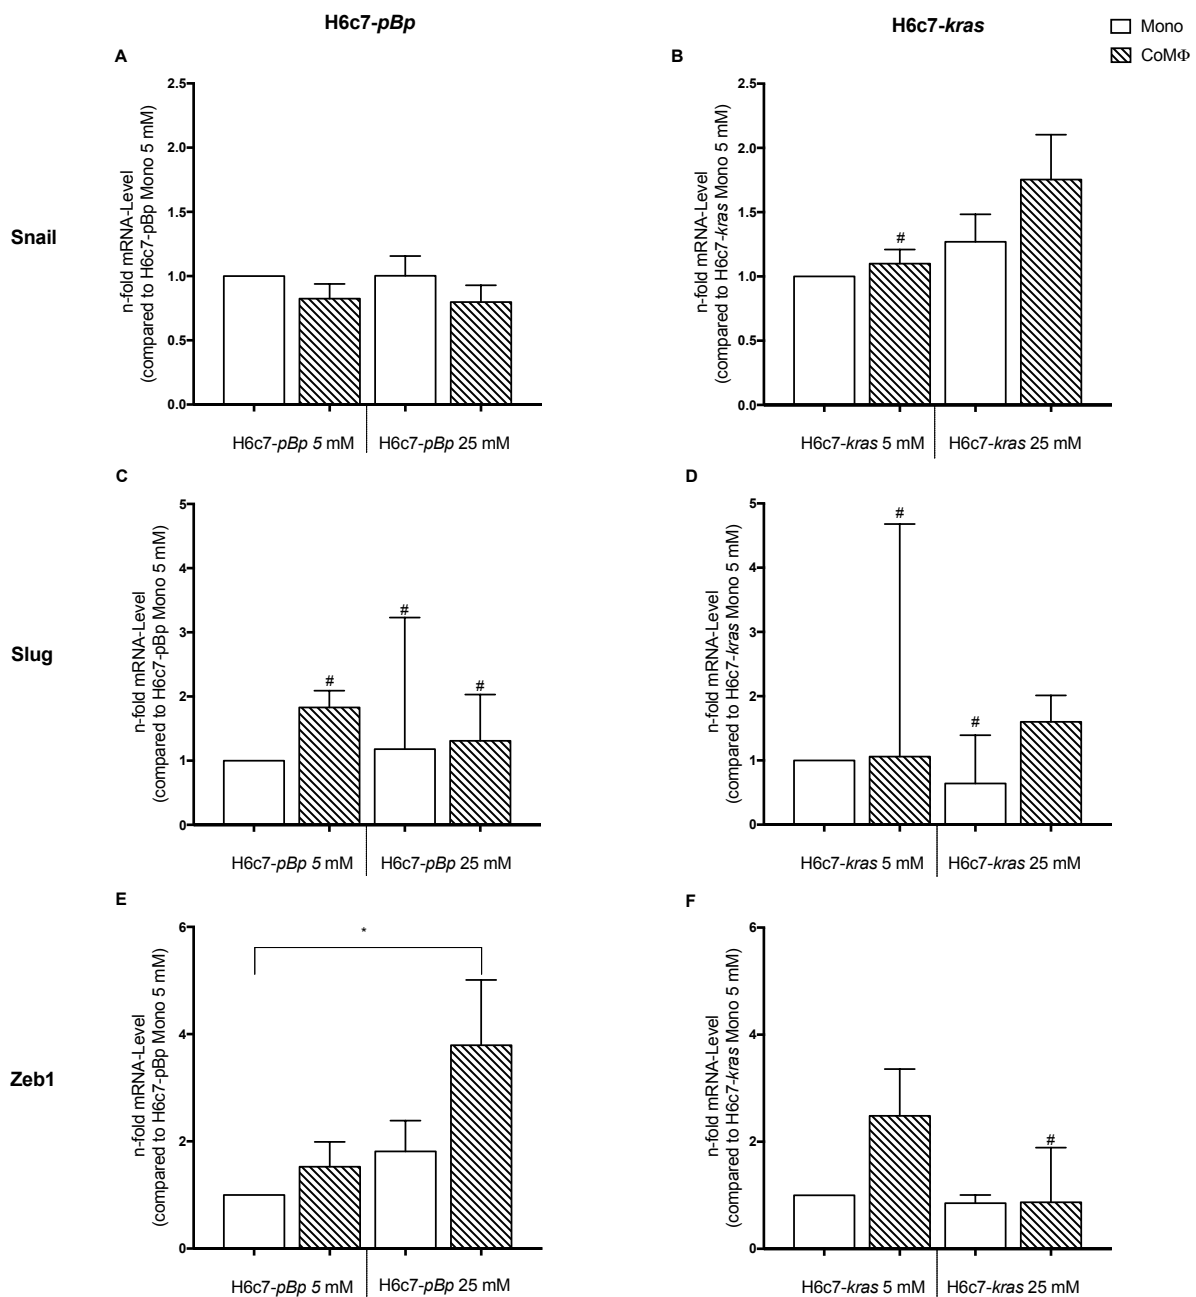 H6c7-pBp
H6c7-kras
Mono
CoMΦ
A
B
Snail
n-fold mRNA-Level
(compared to H6c7-pBp Mono 5 mM)
2.5
2.0
1.5
1.0
0.5
0.0
H6c7-pBp 5 mM
H6c7-pBp 25 mM
n-fold mRNA-Level
(compared to H6c7-kras Mono 5 mM)
2.5
2.0
1.5
1.0
0.5
0.0
#
H6c7-kras 5 mM
H6c7-kras 25 mM
C
D
Slug
n-fold mRNA-Level
(compared to H6c7-pBp Mono 5 mM)
5
4
3
2
1
0
#
#
#
H6c7-pBp 5 mM
H6c7-pBp 25 mM
n-fold mRNA-Level
(compared to H6c7-kras Mono 5 mM)
5
4
3
2
1
0
#
#
H6c7-kras 5 mM
H6c7-kras 25 mM
E
F
Zeb1
n-fold mRNA-Level
(compared to H6c7-pBp Mono 5 mM)
6
4
2
0
*
H6c7-pBp 5 mM
H6c7-pBp 25 mM
n-fold mRNA-Level
(compared to H6c7-kras Mono 5 mM)
6
4
2
0
#
H6c7-kras 5 mM
H6c7-kras 25 mM